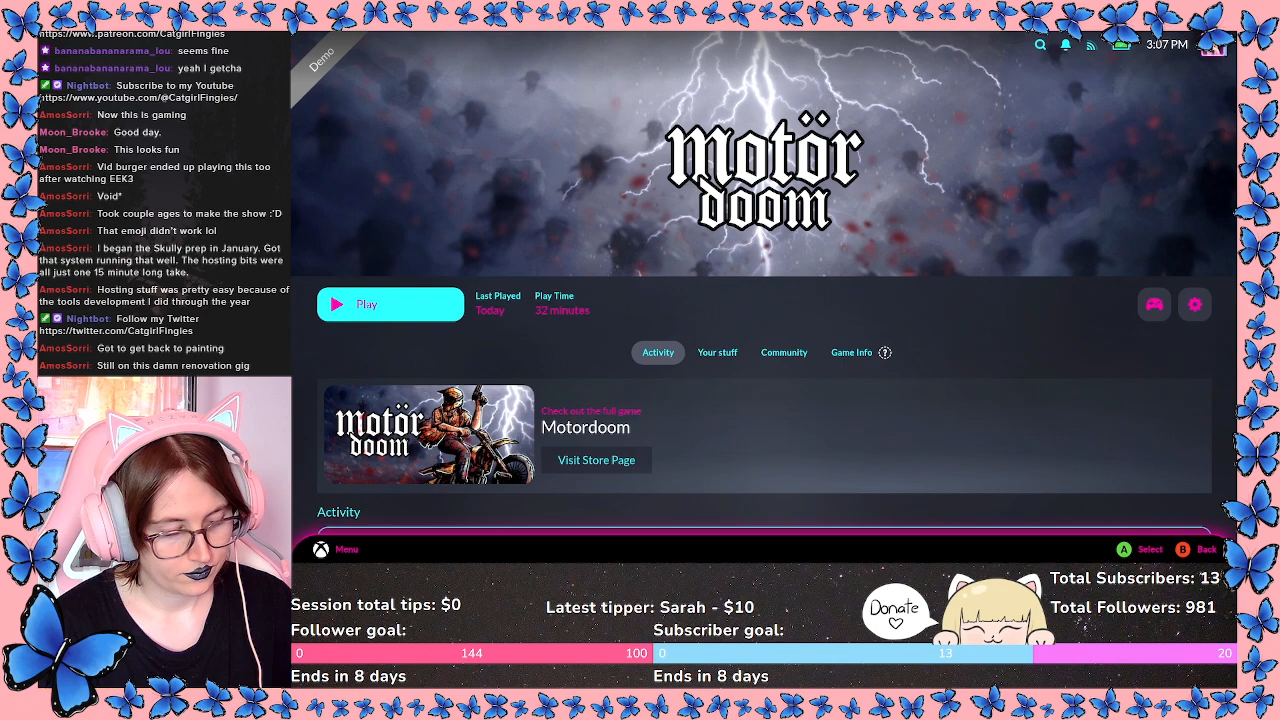 https://www.patreon.com/CatgirlFingies
bananabananarama_lou: seems fine
bananabananarama_lou: yeah I getcha
Nightbot: Subscribe to my Youtube
https://www.youtube.com/@CatgirlFingies/
AmosSorri: Now this is gaming
Moon_Brooke: Good day.
Moon_Brooke: This looks fun
AmosSorri: Vid burger ended up playing this too
after watching EEK3
AmosSorri: Void*
AmosSorri: Took couple ages to make the show :'D
AmosSorri: That emoji didn't work lol
AmosSorri: I began the Skully prep in January. Got
that system running that well. The hosting bits were
all just one 15 minute long take.
AmosSorri: Hosting stuff was pretty easy because of
the tools development I did through the year
Nightbot: Follow my Twitter
https://twitter.com/CatgirlFingies
AmosSorri: Got to get back to painting
AmosSorri: Still on this damn renovation gig
Demo
3:07 PM
motör
doom
Play
Last Played
Today
Play Time
32 minutes
Activity
Your stuff
Community
Game Info ?
motör
doom
Check out the full game
Motordoom
Visit Store Page
Activity
Menu
A Select
B Back
Session total tips: $0
Latest tipper: Sarah - $10
Donate
Total Subscribers: 13
Total Followers: 981
Follower goal:
Subscriber goal:
0 144 100
0 13 20
Ends in 8 days
Ends in 8 days